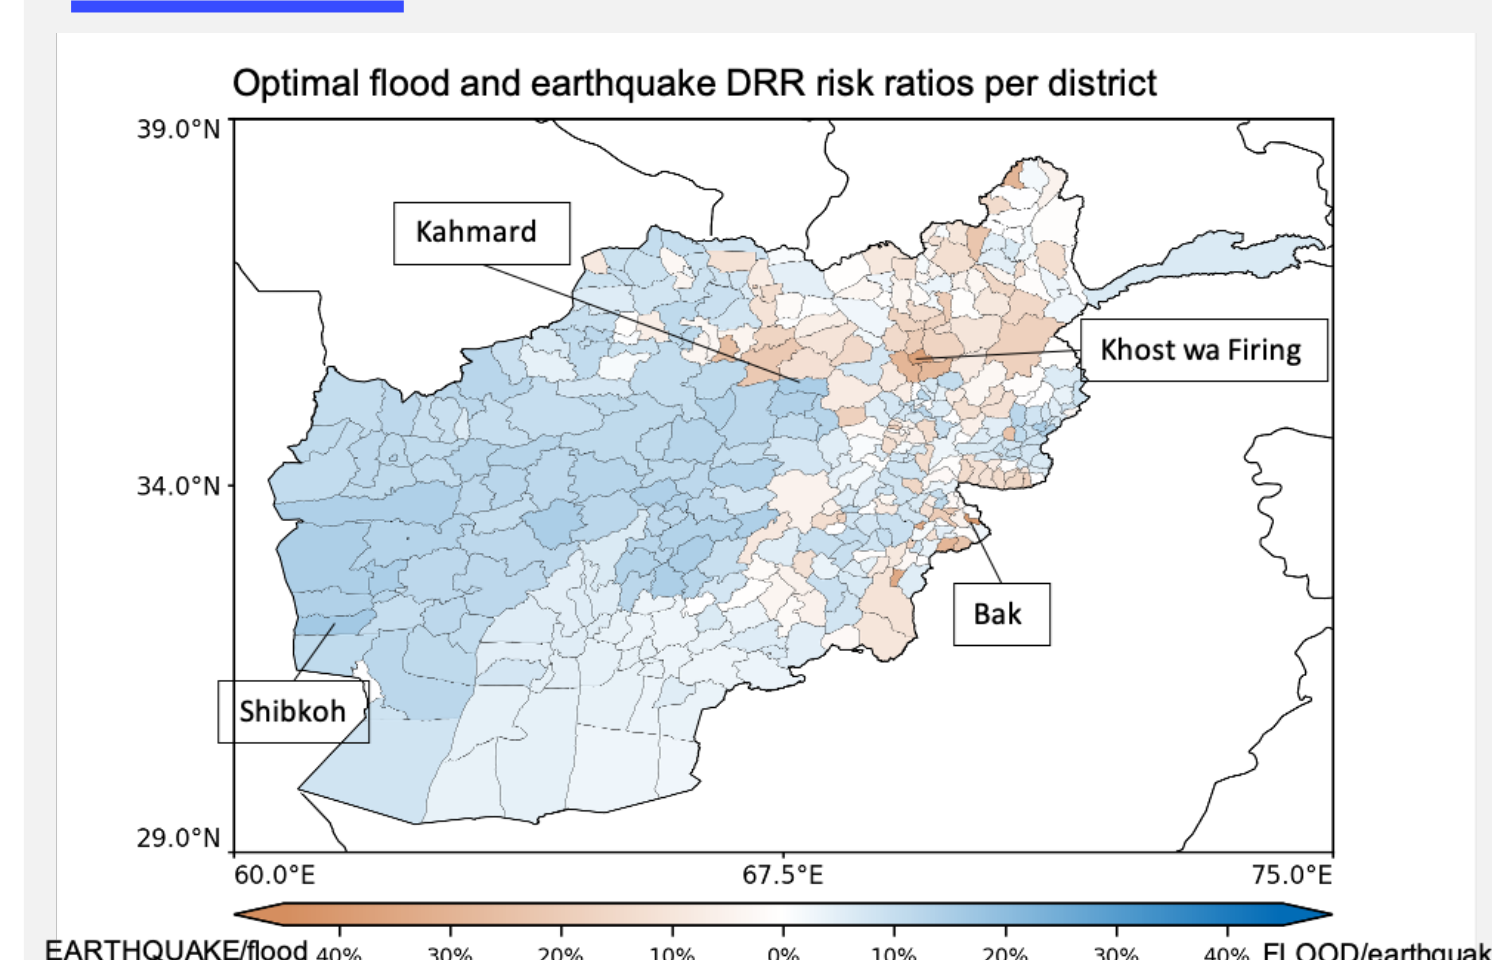 Optimal flood and earthquake DRR risk ratios per district
39.0°N
Kahmard
Khost wa Firing
34.0°N
Bak
Shibkoh
29.0°N
60.0°E 67.5°E 75.0°E
EARTHQUAKE/flood 40% 30% 20% 10% 0% 10% 20% 30% 40% FLOOD/earthquak